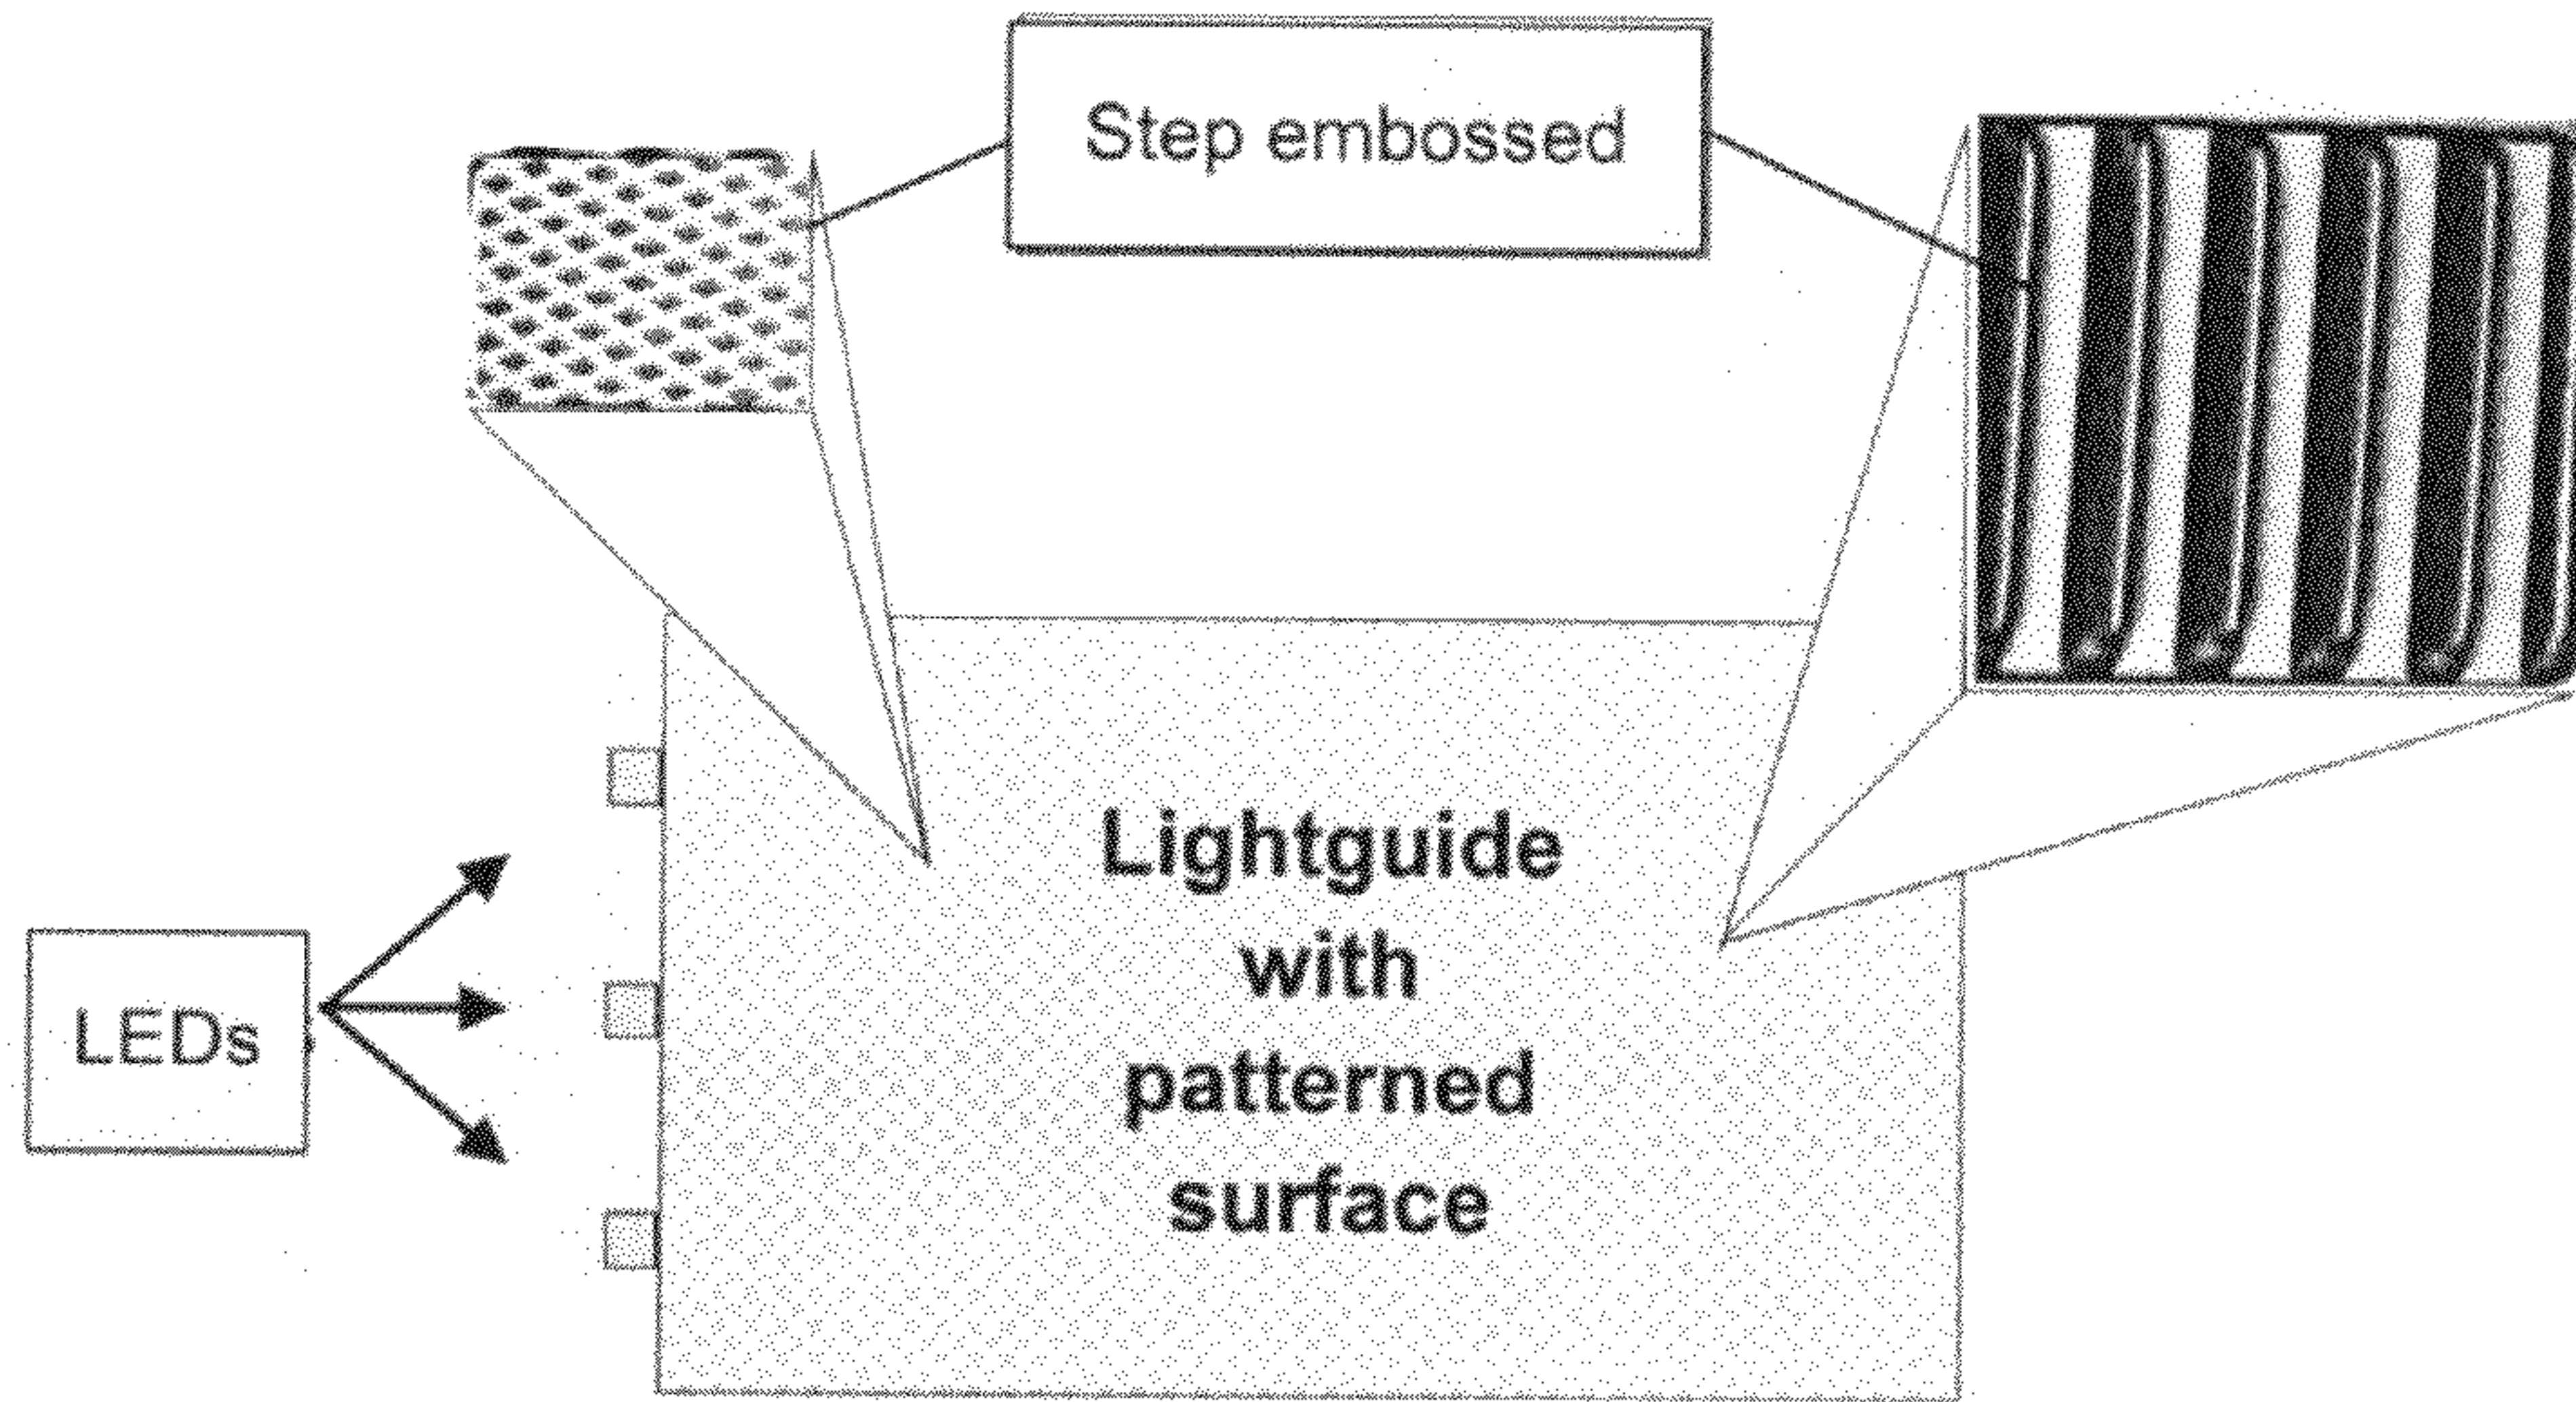 Step embossed
Lightguide
with
patterned
surface
LEDs